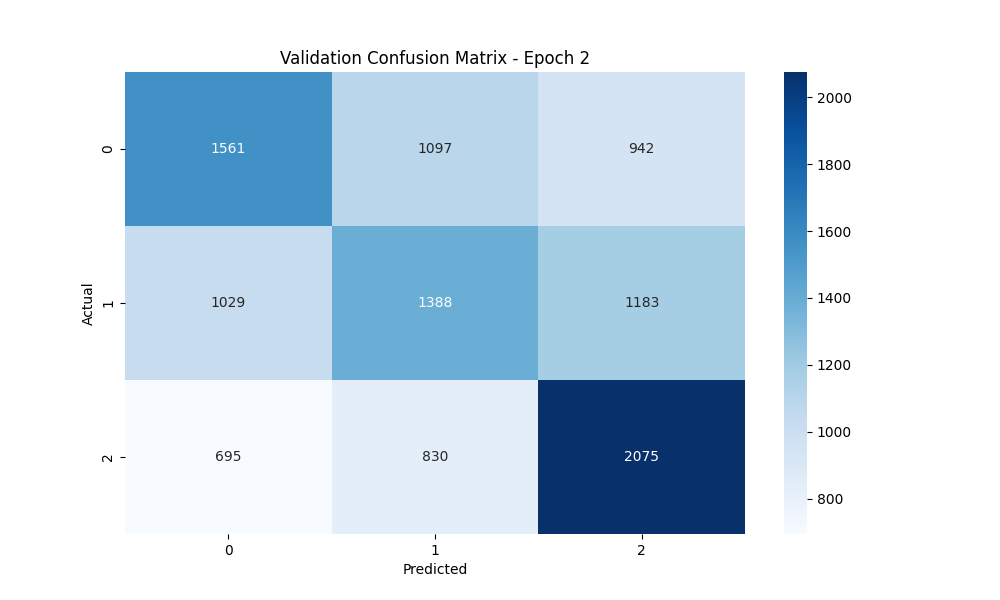 Validation Confusion Matrix - Epoch 2
0 1561 1097 942
1 1029 1388 1183
2 695 830 2075
0 1 2
Predicted
Actual
2000
1800
1600
1400
1200
1000
800